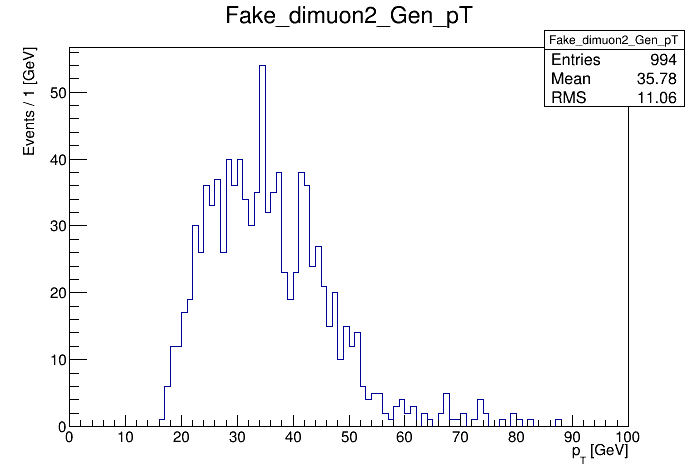 Fake_dimuon2_Gen_pT
Fake_dimuon2_Gen_pT
Entries 994
Mean 35.78
RMS 11.06
Events / 1 [GeV]
50
40
30
20
10
0
0 10 20 30 40 50 60 70 80 90 100
p_T [GeV]